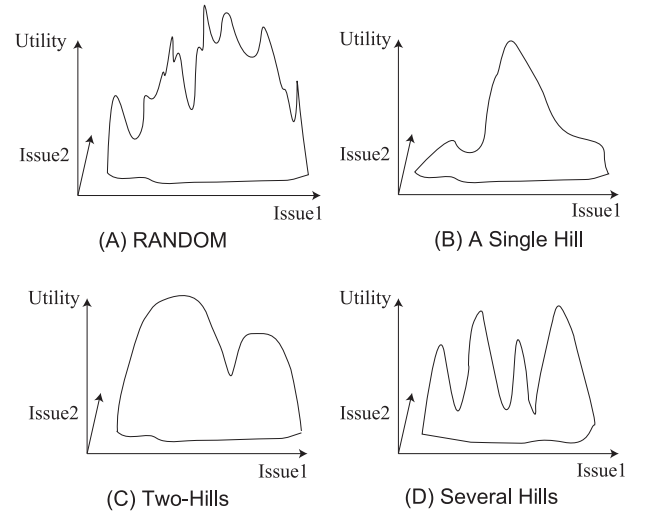 Utility
Issue2
Issue1
(A) RANDOM
Utility
Issue2
Issue1
(B) A Single Hill
Utility
Issue2
Issue1
(C) Two-Hills
Utility
Issue2
Issue1
(D) Several Hills